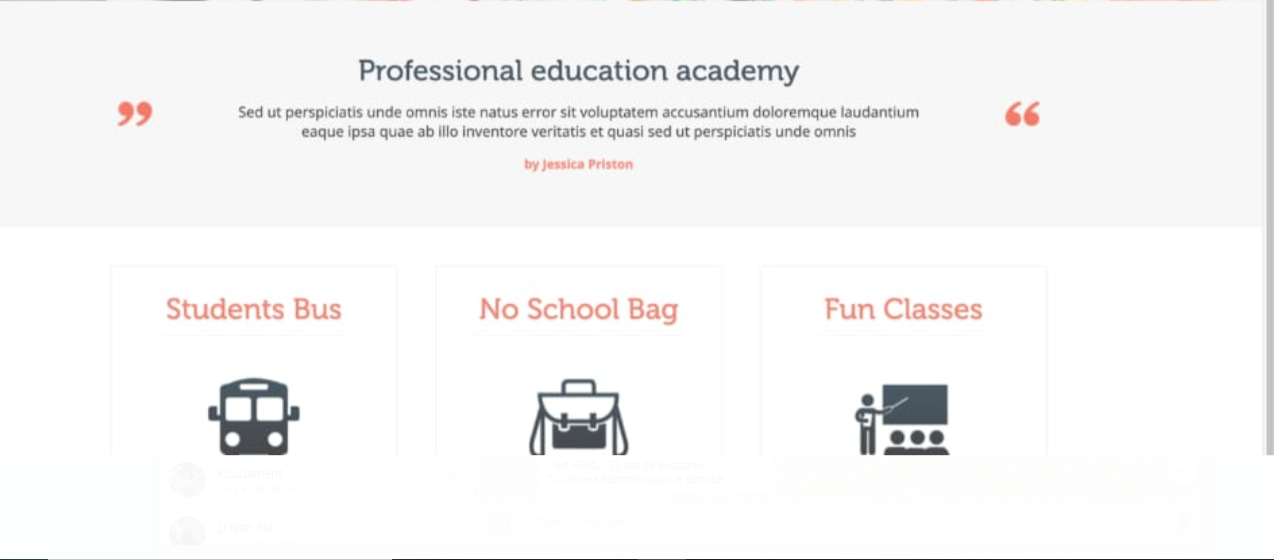 Professional education academy
”
Sed ut perspiciatis unde omnis iste natus error sit voluptatem accusantium doloremque laudantium
“
eaque ipsa quae ab illo inventore veritatis et quasi sed ut perspiciatis unde omnis
by Jessica Priston
Students Bus
No School Bag
Fun Classes